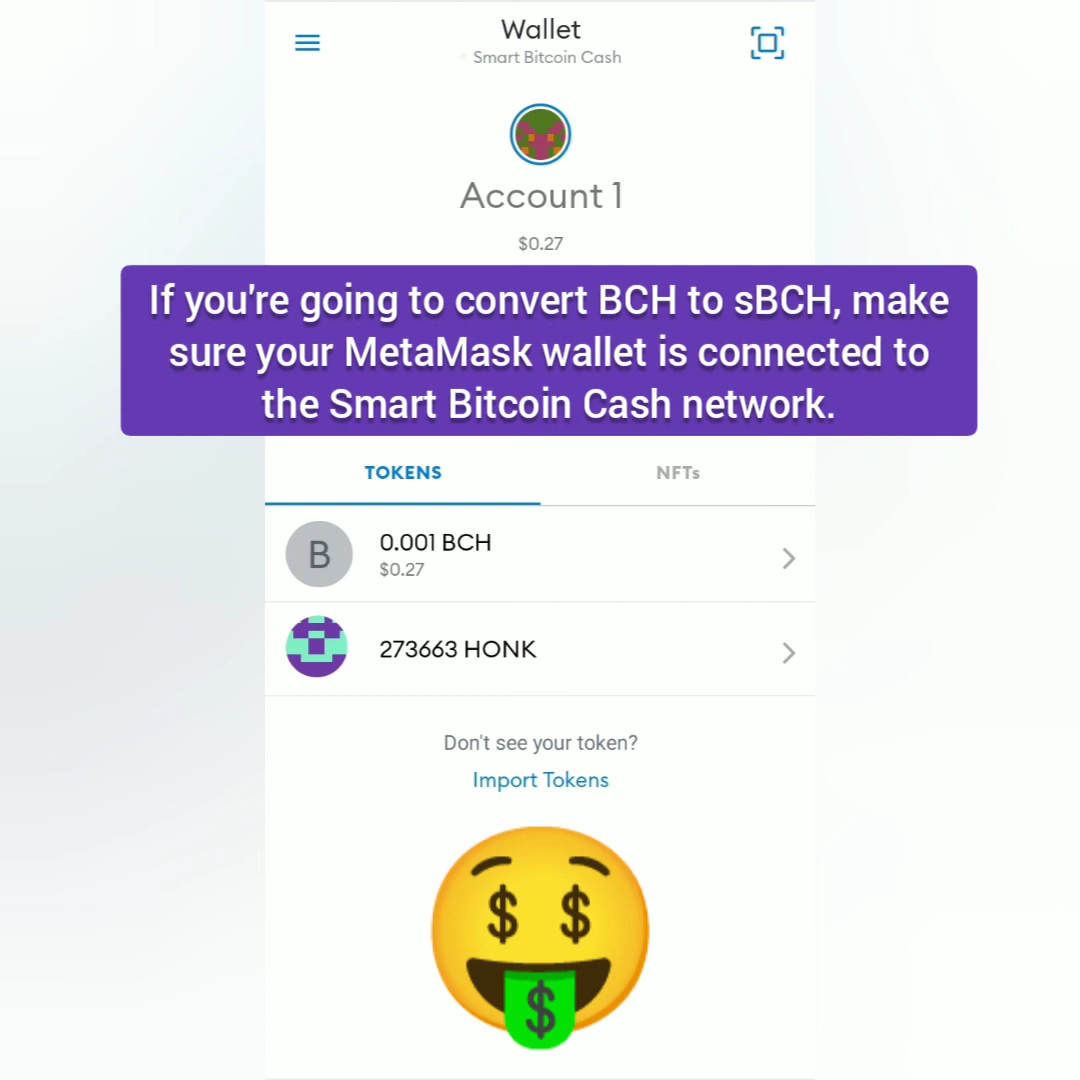 Wallet
Smart Bitcoin Cash
Account 1
$0.27
If you're going to convert BCH to sBCH, make
sure your MetaMask wallet is connected to
the Smart Bitcoin Cash network.
TOKENS
NFTs
B
0.001 BCH
$0.27
273663 HONK
Don't see your token?
Import Tokens
$ $
$